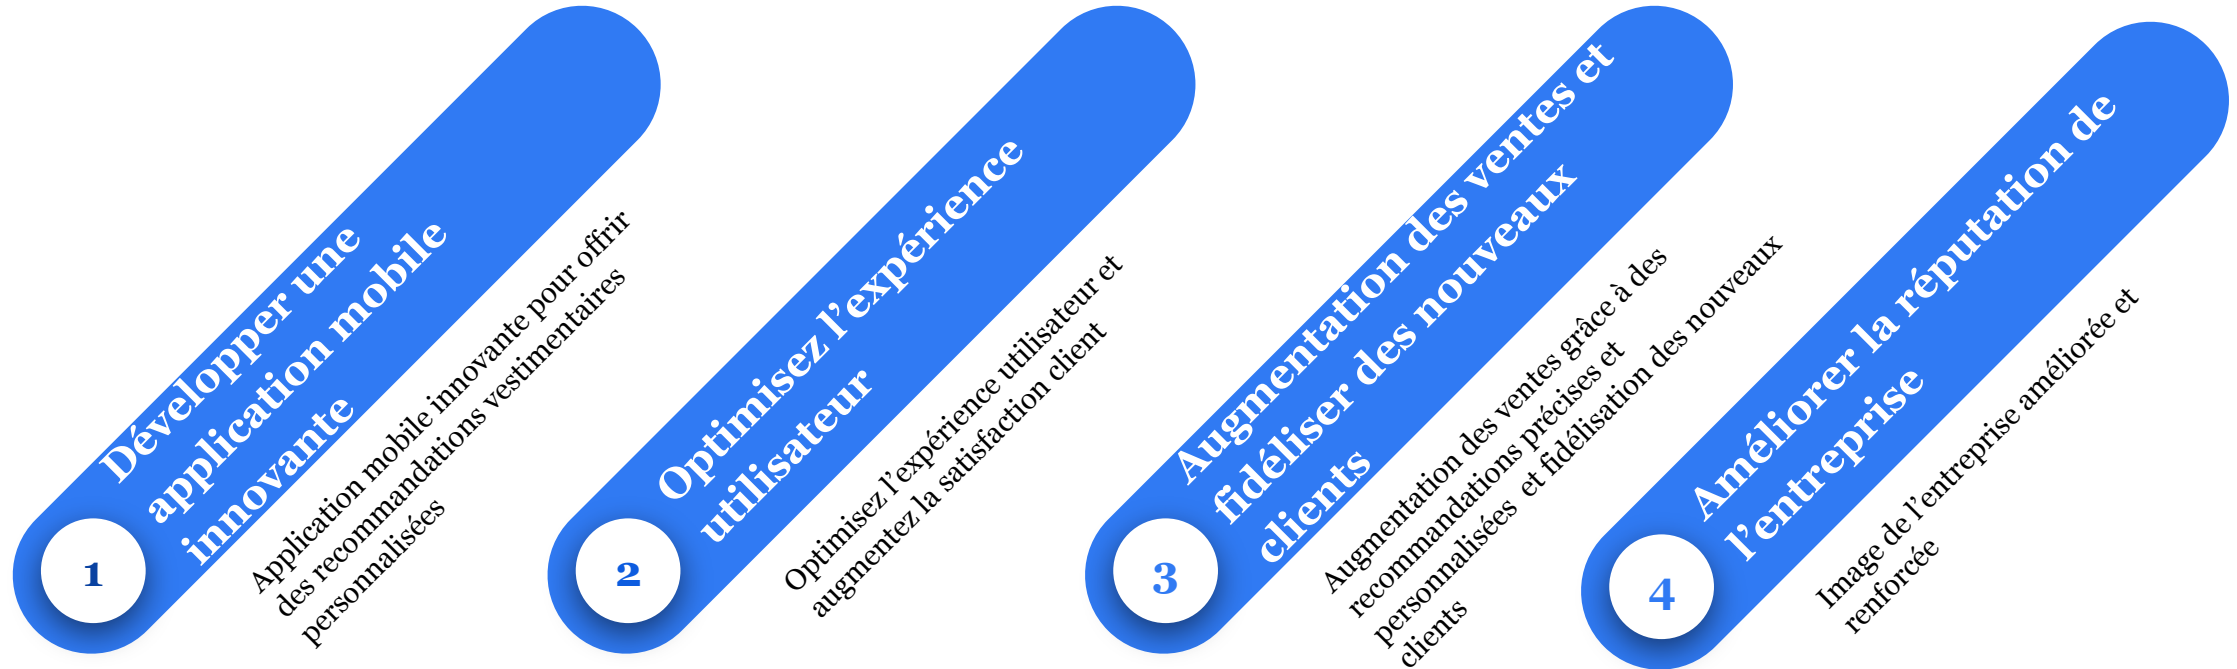 1
Développer une
application mobile
innovante
Application mobile innovante pour offrir
des recommandations vestimentaires
personnalisées
2
Optimisez l’expérience
utilisateur
Optimisez l’expérience utilisateur et
augmentez la satisfaction client
3
Augmentation des ventes et
fidéliser des nouveaux
clients
Augmentation des ventes grâce à des
recommandations précises et
personnalisées et fidélisation des nouveaux
clients
4
Améliorer la réputation de
l’entreprise
Image de l’entreprise améliorée et
renforcée